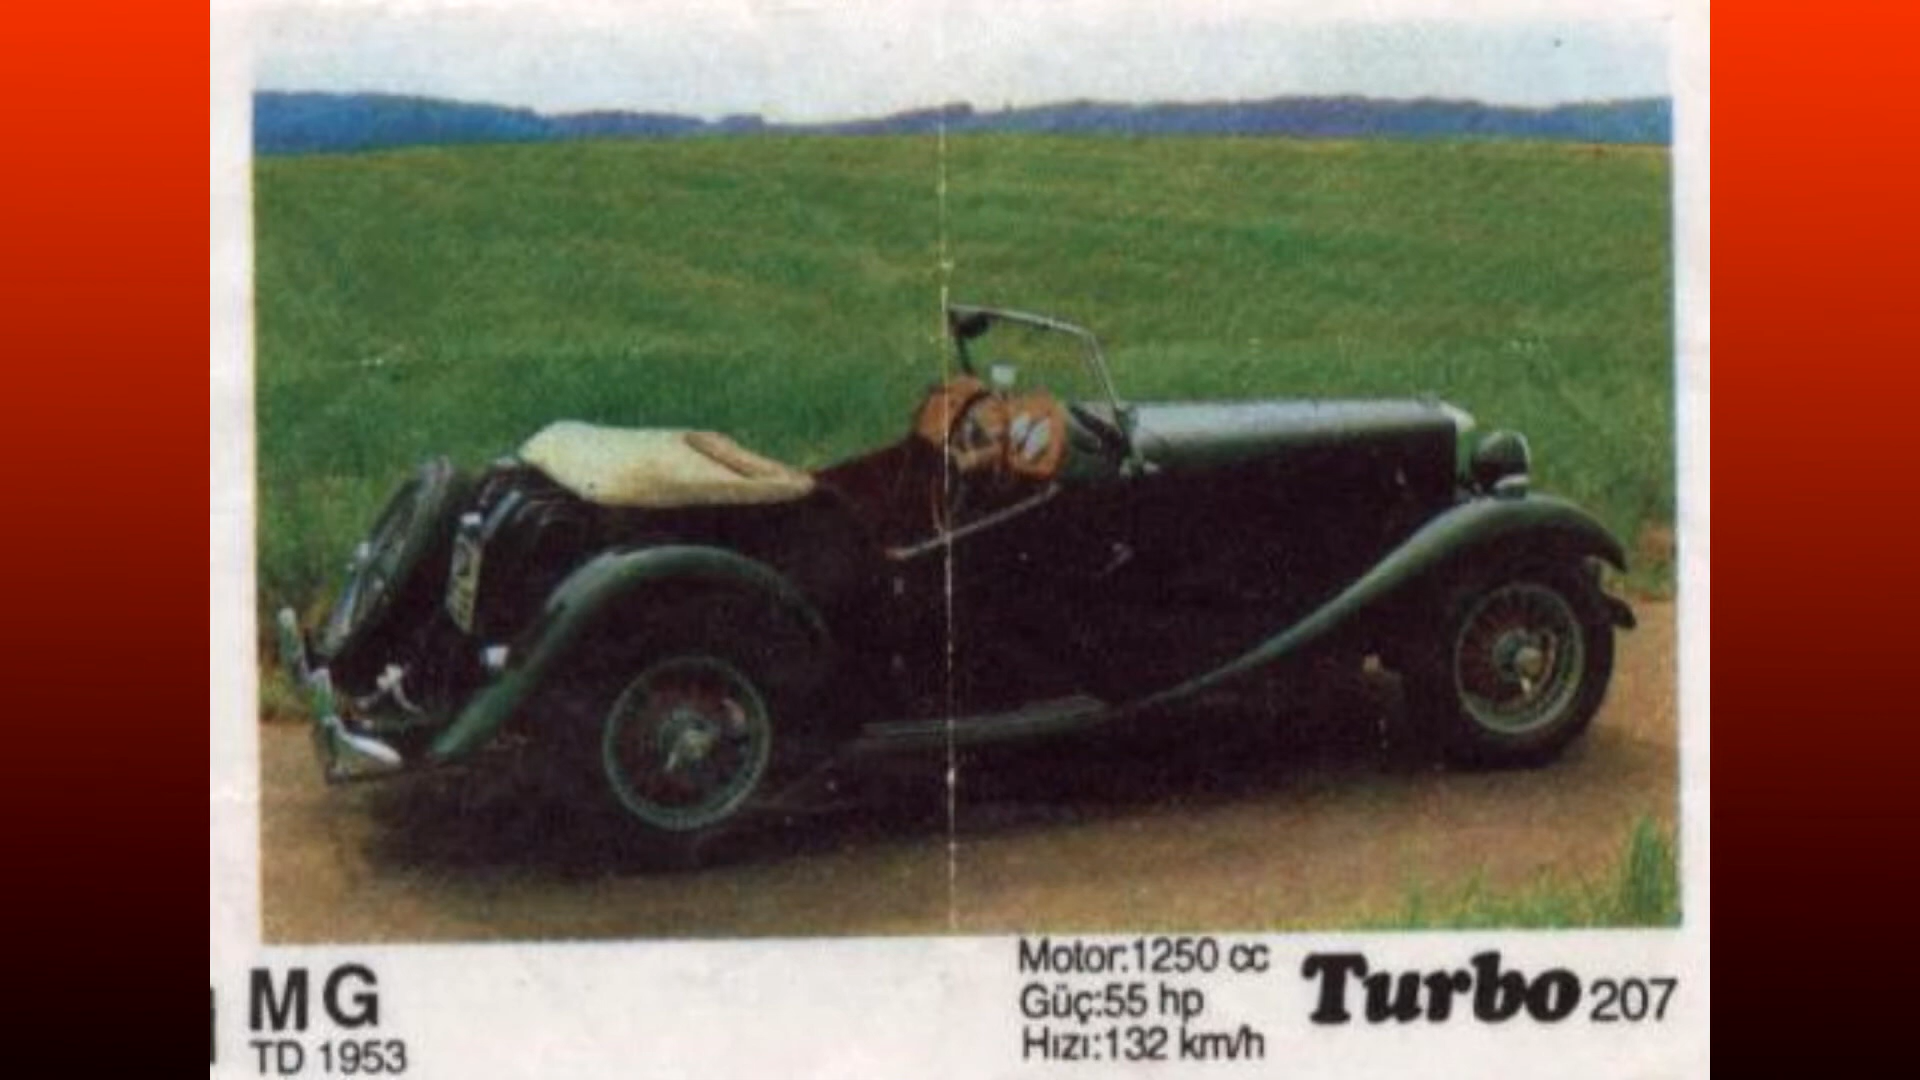 MG
TD 1953
Motor:1250 cc
Güç:55 hp
Hızı:132 km/h
Turbo 207